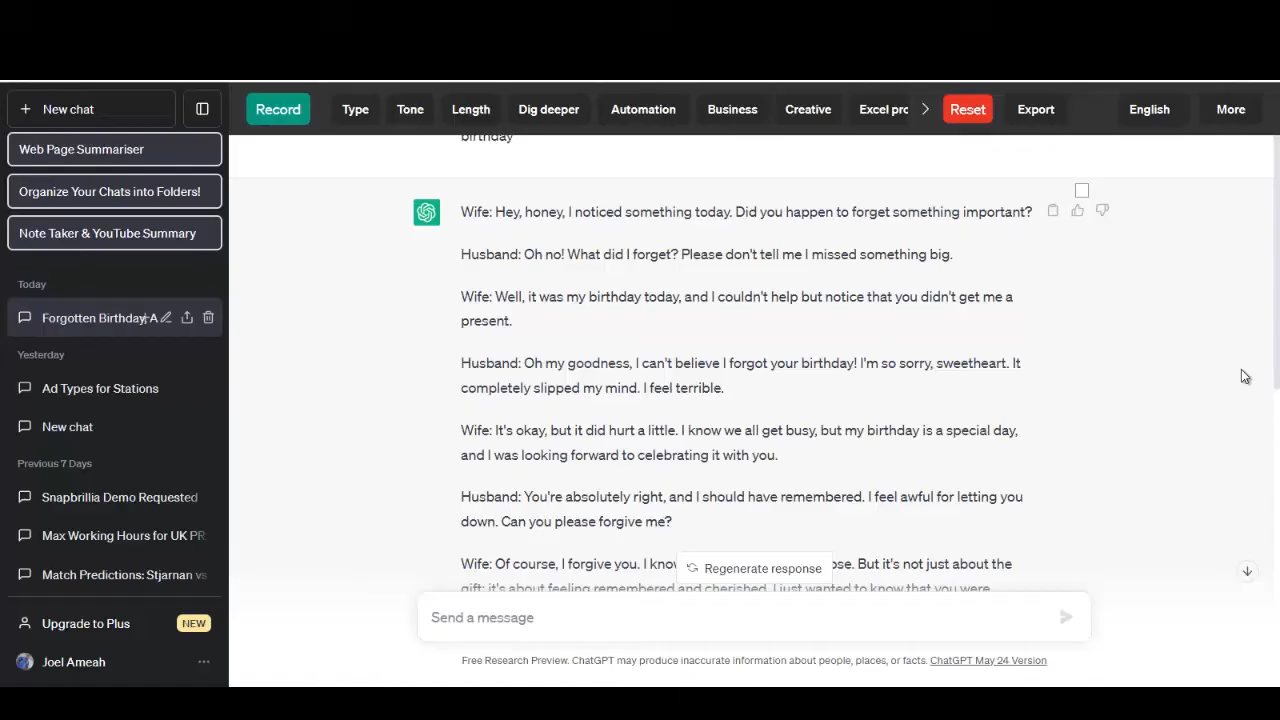 New chat
Record
Type
Tone
Length
Dig deeper
Automation
Business
Creative
Excel pro
Reset
Export
English
More
Web Page Summariser
Organize Your Chats into Folders!
Note Taker & YouTube Summary
Today
Forgotten Birthday A
Yesterday
Ad Types for Stations
New chat
Previous 7 Days
Snapbrillia Demo Requested
Max Working Hours for UK PR
Match Predictions: Stjarnan vs
Upgrade to Plus
NEW
Joel Ameah
birthday
Wife: Hey, honey, I noticed something today. Did you happen to forget something important?
Husband: Oh no! What did I forget? Please don't tell me I missed something big.
Wife: Well, it was my birthday today, and I couldn't help but notice that you didn't get me a
present.
Husband: Oh my goodness, I can't believe I forgot your birthday! I'm so sorry, sweetheart. It
completely slipped my mind. I feel terrible.
Wife: It's okay, but it did hurt a little. I know we all get busy, but my birthday is a special day,
and I was looking forward to celebrating it with you.
Husband: You're absolutely right, and I should have remembered. I feel awful for letting you
down. Can you please forgive me?
Wife: Of course, I forgive you. I know ose. But it's not just about the
Regenerate response
gift; it's about feeling remembered and cherished. I just wanted to know that you were
Send a message
Free Research Preview. ChatGPT may produce inaccurate information about people, places, or facts. ChatGPT May 24 Version